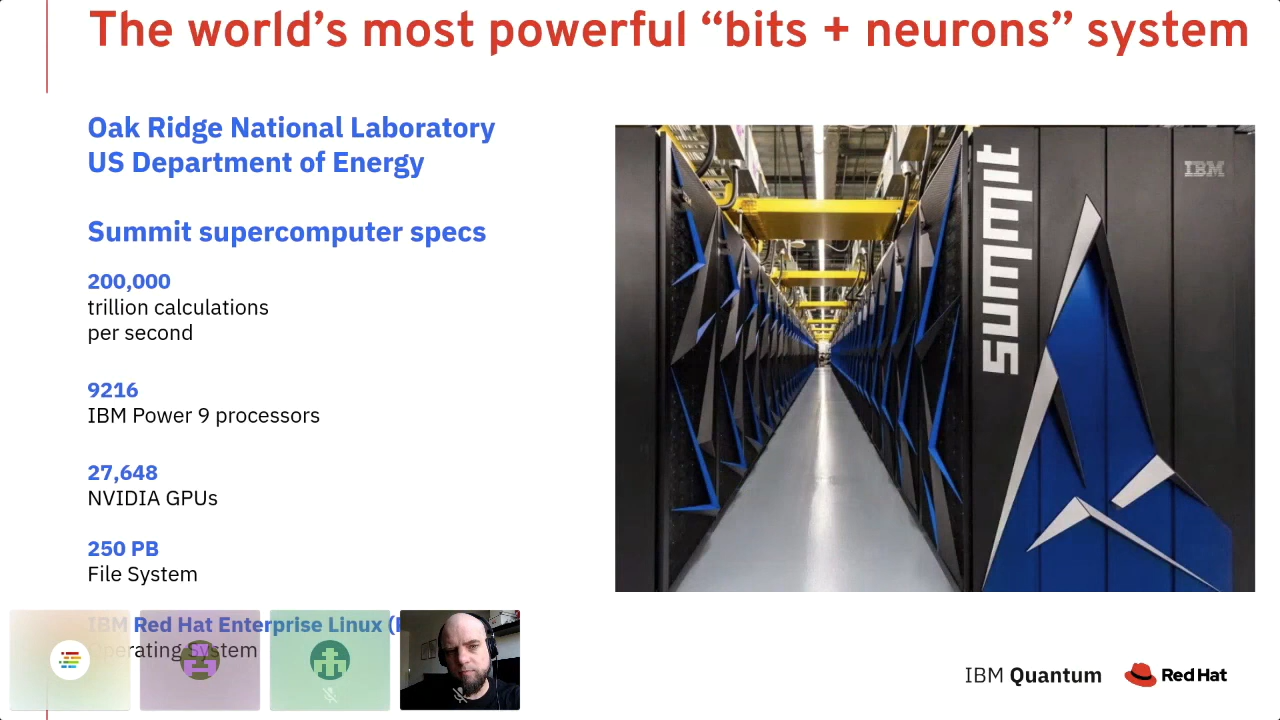 The world’s most powerful “bits + neurons” system
Oak Ridge National Laboratory
US Department of Energy
Summit supercomputer specs
200,000
trillion calculations
per second
9216
IBM Power 9 processors
27,648
NVIDIA GPUs
250 PB
File System
IBM Red Hat Enterprise Linux (
Operating System
summit
IBM
IBM Quantum
Red Hat